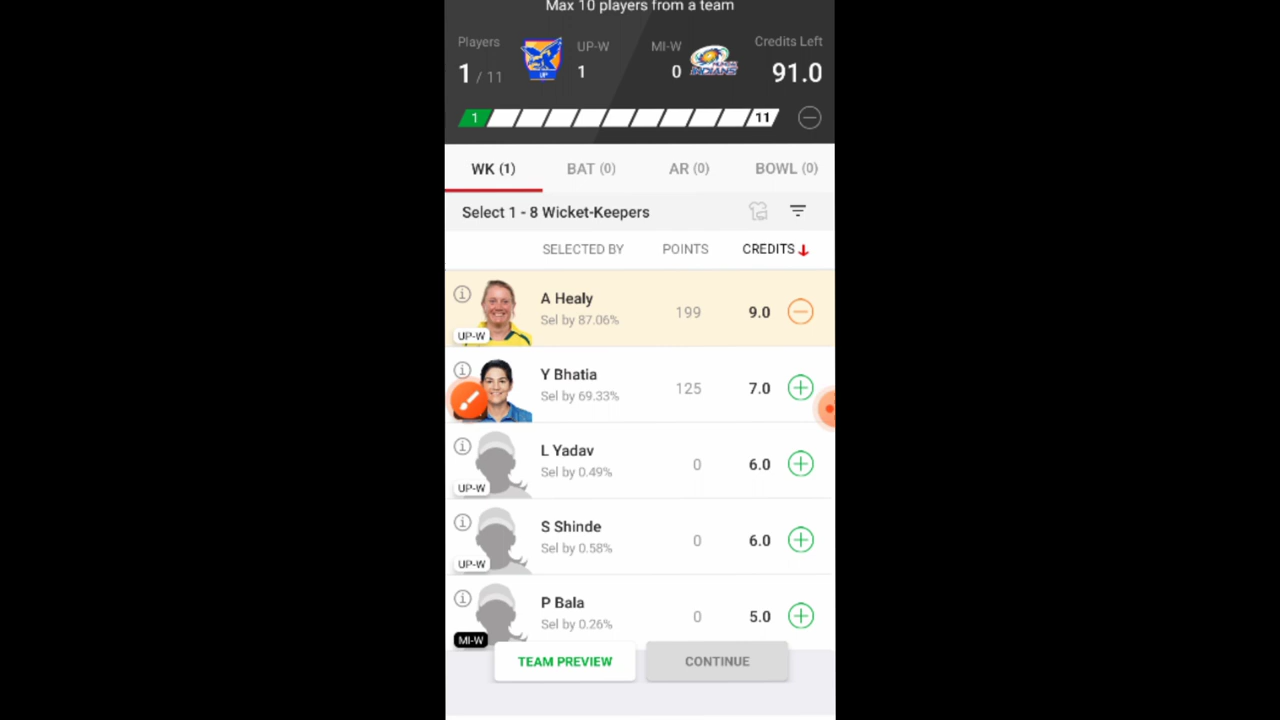 Max 10 players from a team
Players
UP-W
MI-W
Credits Left
1 / 11
UP
1
0
INDIANS
91.0
1
11
WK (1)
BAT (0)
AR (0)
BOWL (0)
Select 1 - 8 Wicket-Keepers
SELECTED BY
POINTS
CREDITS
A Healy
Sel by 87.06%
199
9.0
UP-W
Y Bhatia
Sel by 69.33%
125
7.0
L Yadav
Sel by 0.49%
0
6.0
UP-W
S Shinde
Sel by 0.58%
0
6.0
UP-W
P Bala
Sel by 0.26%
0
5.0
MI-W
TEAM PREVIEW
CONTINUE